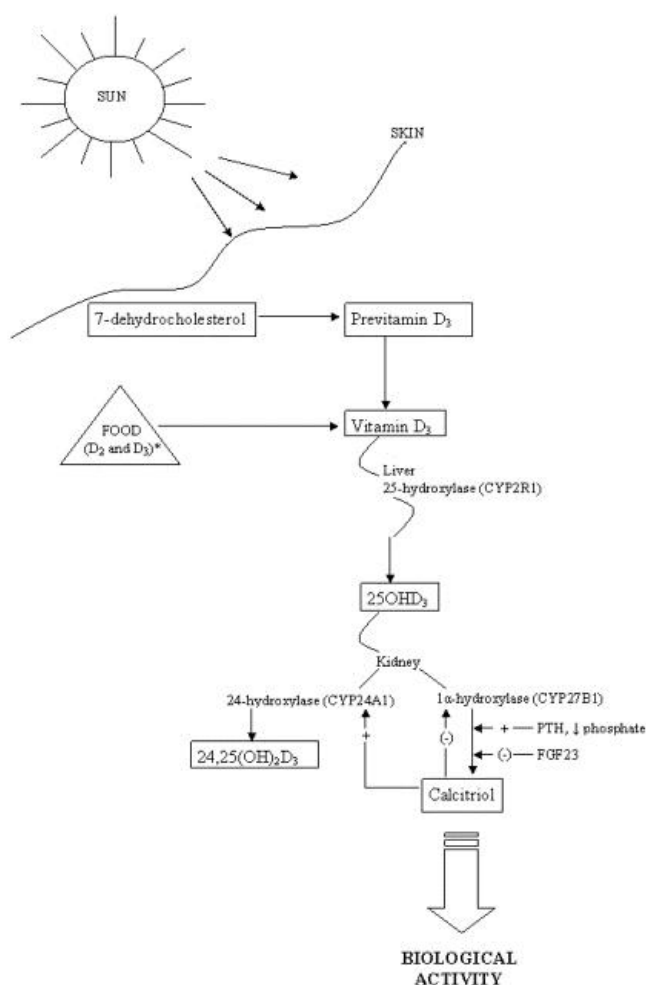 SUN
SKIN
7-dehydrocholesterol
Previtamin D₃
FOOD
(D₂ and D₃)*
Vitamin D₃
Liver
25-hydroxylase (CYP2R1)
25OHD₃
Kidney
24-hydroxylase (CYP24A1)
1α-hydroxylase (CYP27B1)
+
(-)
+ PTH, ↓ phosphate
(-) FGF23
24,25(OH)₂D₃
Calcitriol
BIOLOGICAL
ACTIVITY